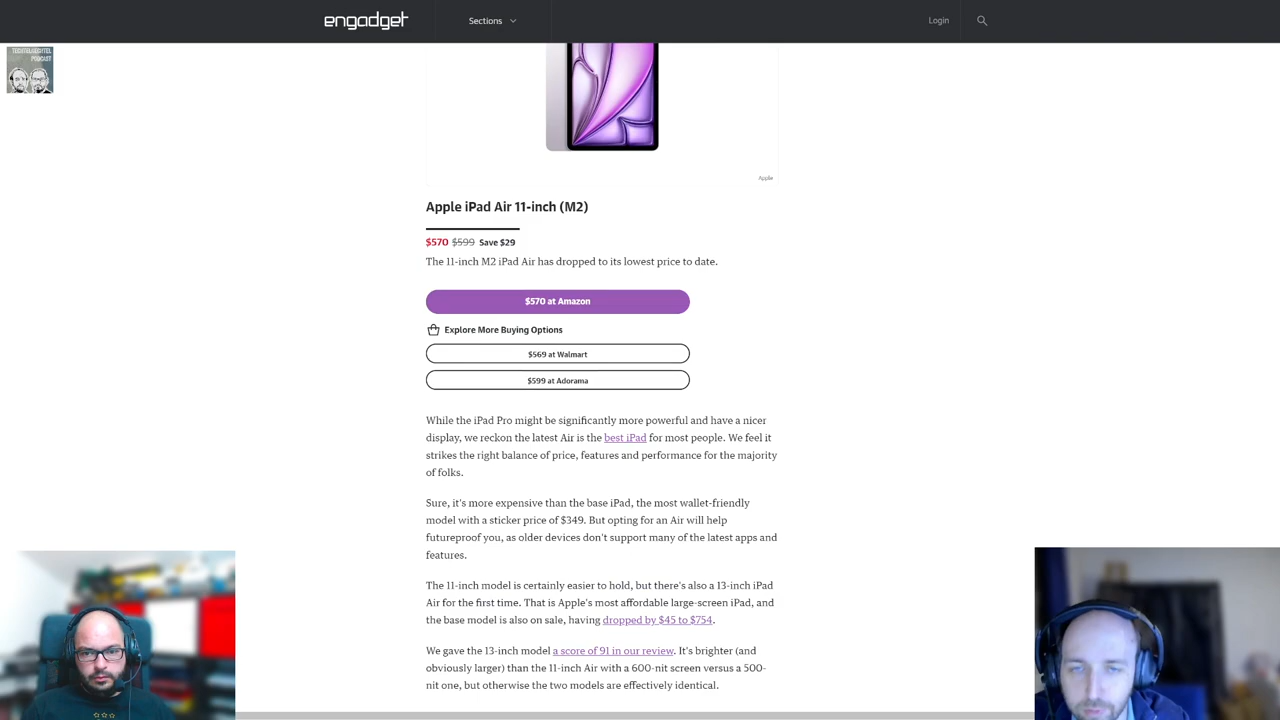 engadget
Sections
Login
TECHTELMECHTEL
PODCAST
Apple
Apple iPad Air 11-inch (M2)
$570 $599 Save $29
The 11-inch M2 iPad Air has dropped to its lowest price to date.
$570 at Amazon
Explore More Buying Options
$569 at Walmart
$599 at Adorama
While the iPad Pro might be significantly more powerful and have a nicer
display, we reckon the latest Air is the best iPad for most people. We feel it
strikes the right balance of price, features and performance for the majority
of folks.
Sure, it's more expensive than the base iPad, the most wallet-friendly
model with a sticker price of $349. But opting for an Air will help
futureproof you, as older devices don't support many of the latest apps and
features.
The 11-inch model is certainly easier to hold, but there's also a 13-inch iPad
Air for the first time. That is Apple's most affordable large-screen iPad, and
the base model is also on sale, having dropped by $45 to $754.
We gave the 13-inch model a score of 91 in our review. It's brighter (and
obviously larger) than the 11-inch Air with a 600-nit screen versus a 500-
nit one, but otherwise the two models are effectively identical.